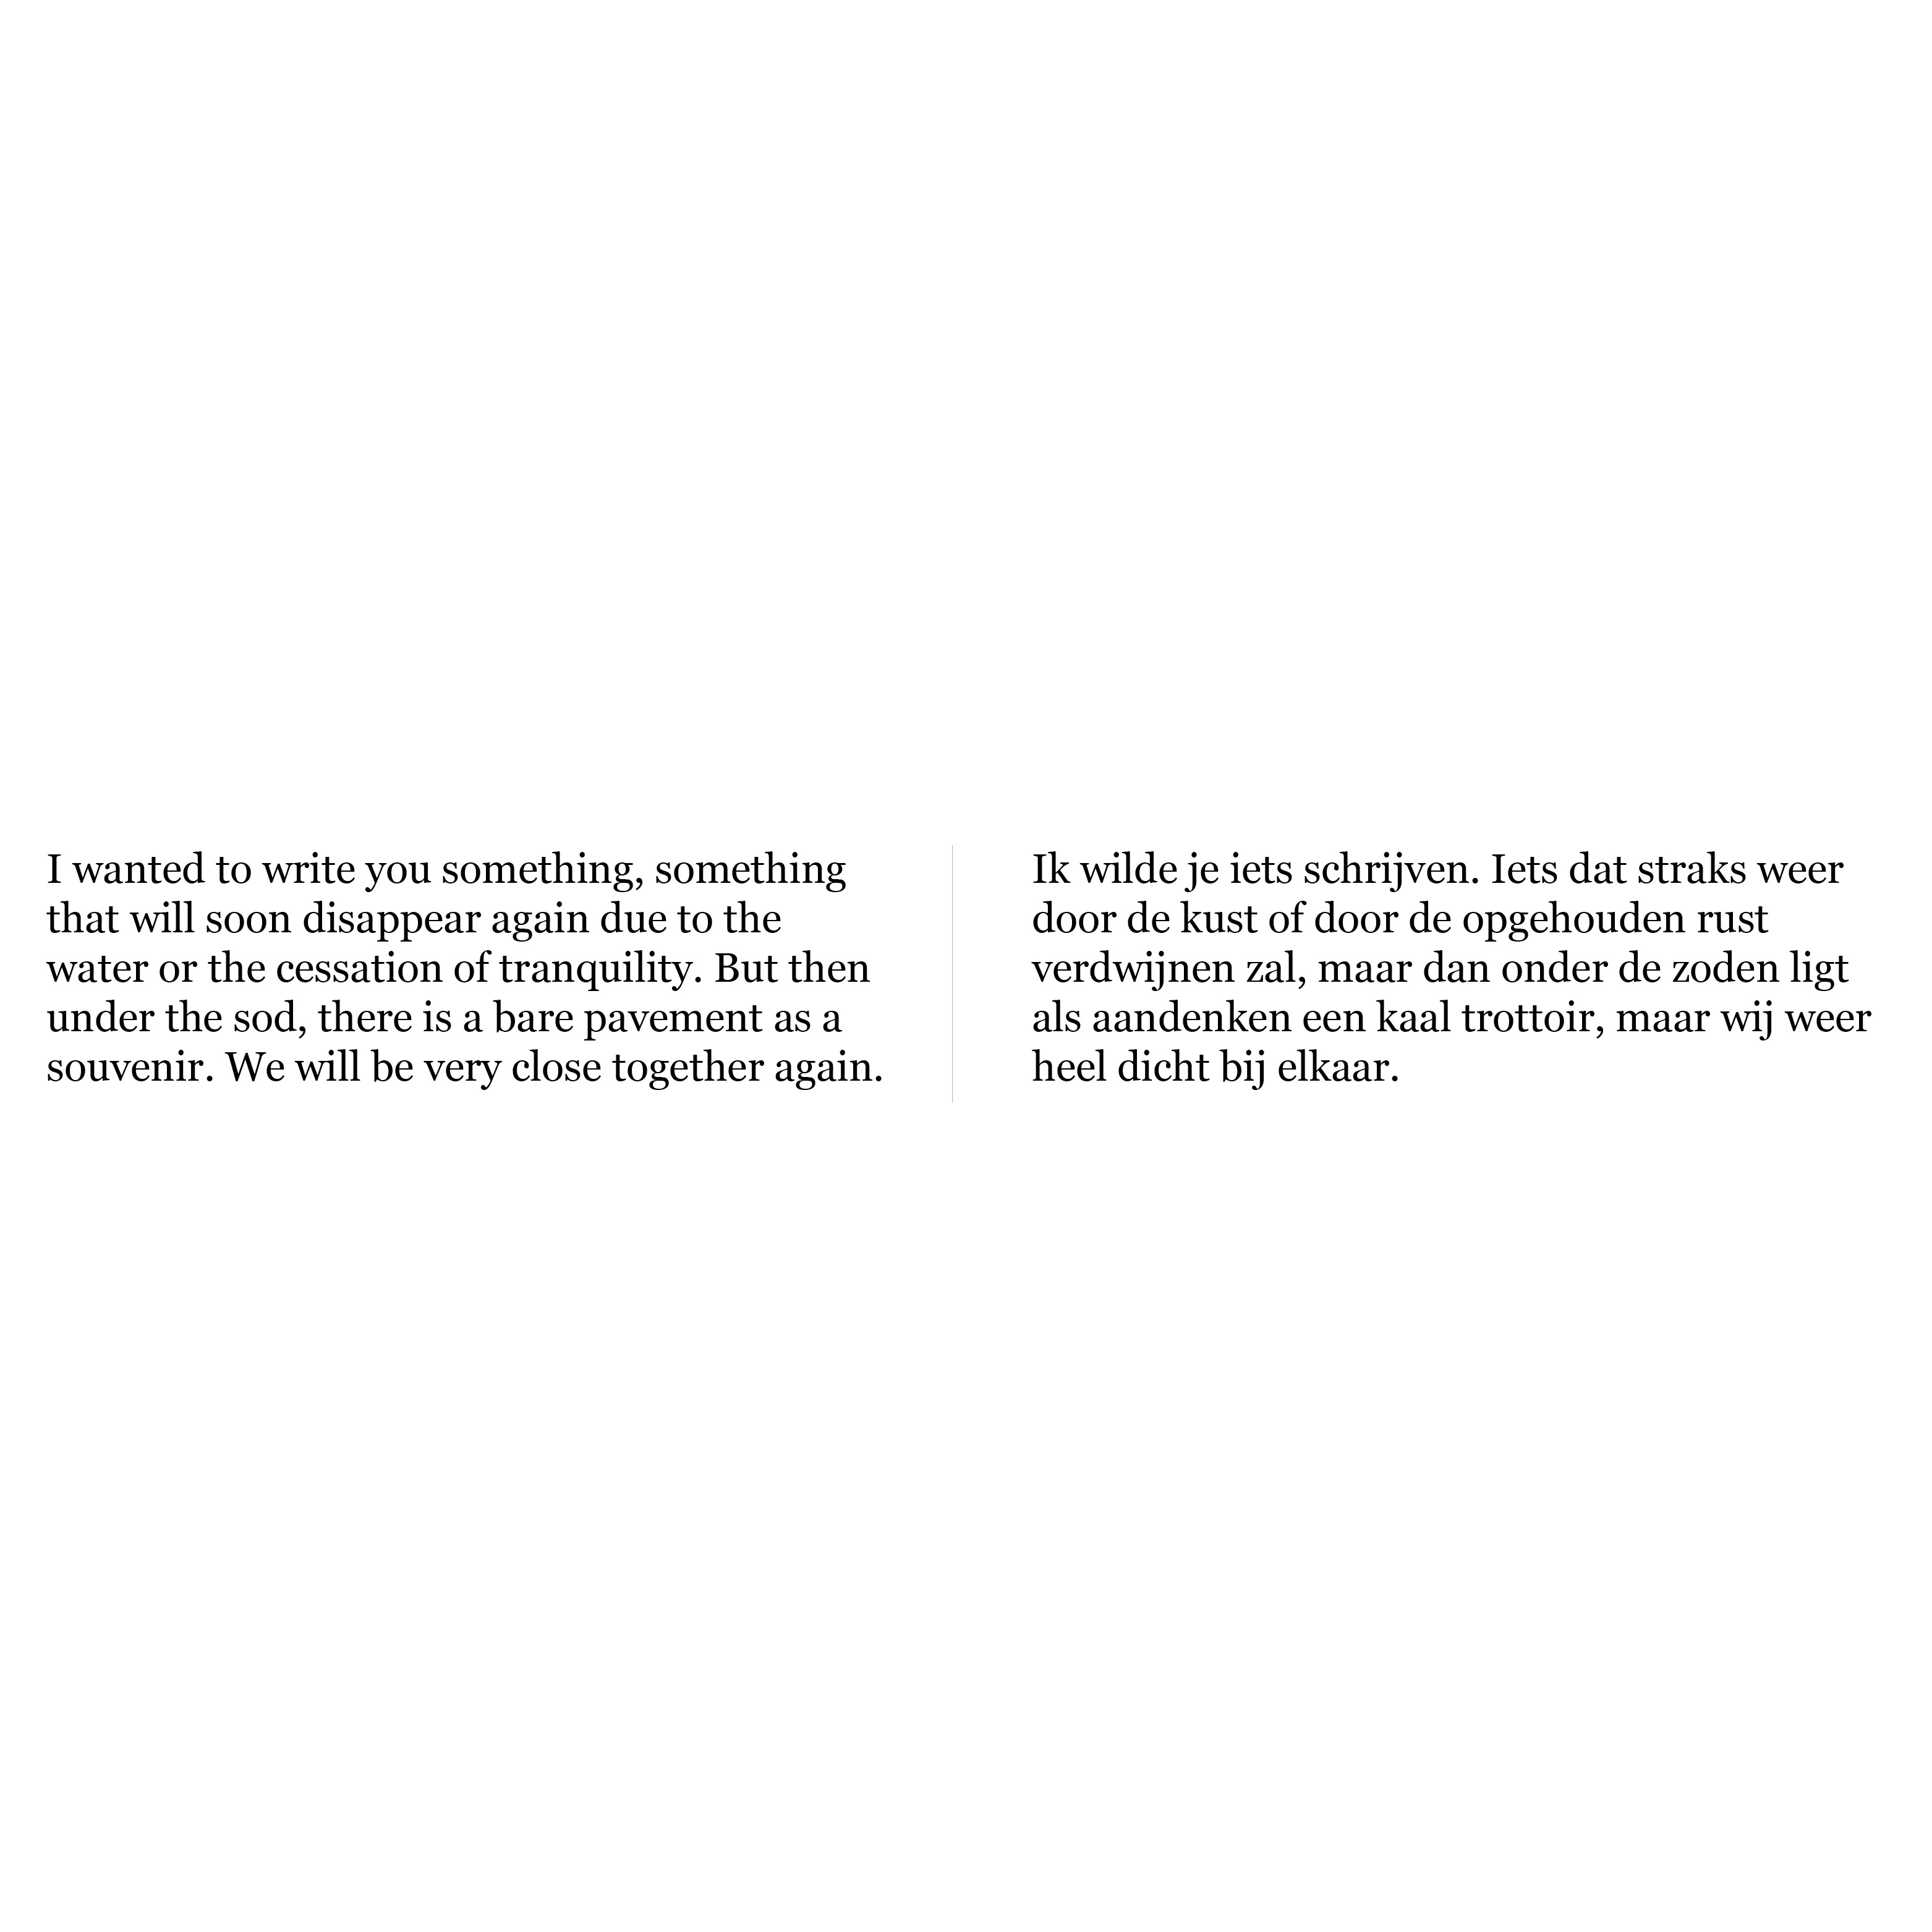 I wanted to write you something, something
that will soon disappear again due to the
water or the cessation of tranquility. But then
under the sod, there is a bare pavement as a
souvenir. We will be very close together again.
Ik wilde je iets schrijven. Iets dat straks weer
door de kust of door de opgehouden rust
verdwijnen zal, maar dan onder de zoden ligt
als aandenken een kaal trottoir, maar wij weer
heel dicht bij elkaar.